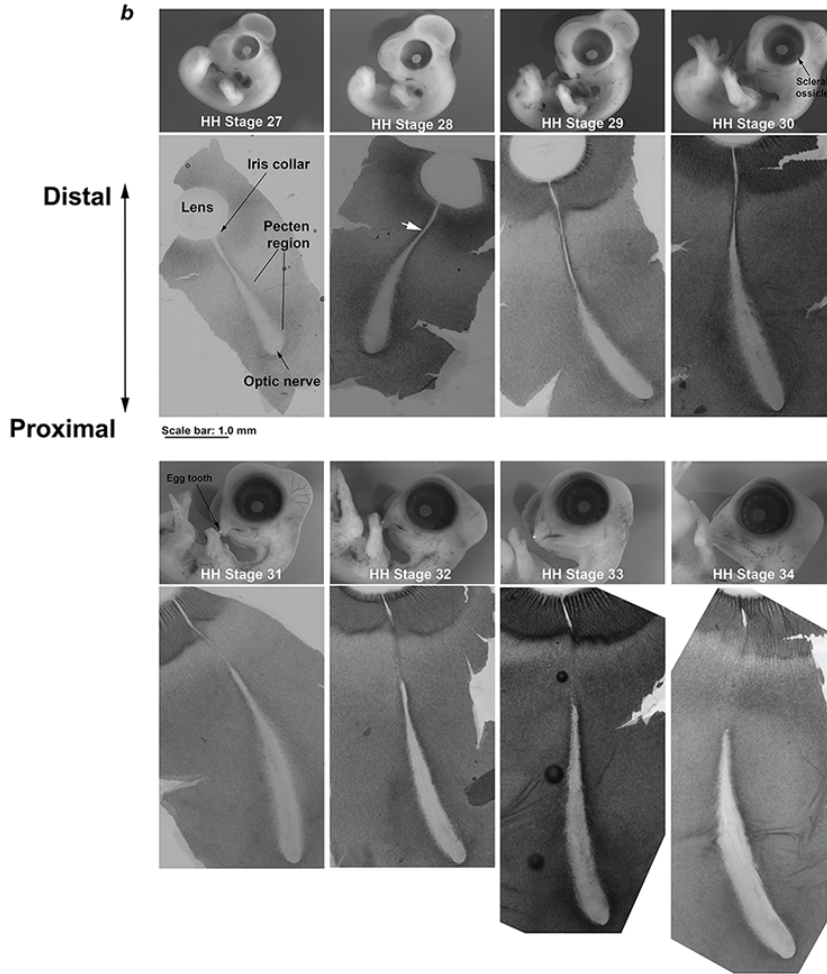 b
HH Stage 27
HH Stage 28
HH Stage 29
HH Stage 30
Scleral
ossicle
Distal
Proximal
Lens
Iris collar
Pecten
region
Optic nerve
Scale bar: 1.0 mm
Egg tooth
HH Stage 31
HH Stage 32
HH Stage 33
HH Stage 34